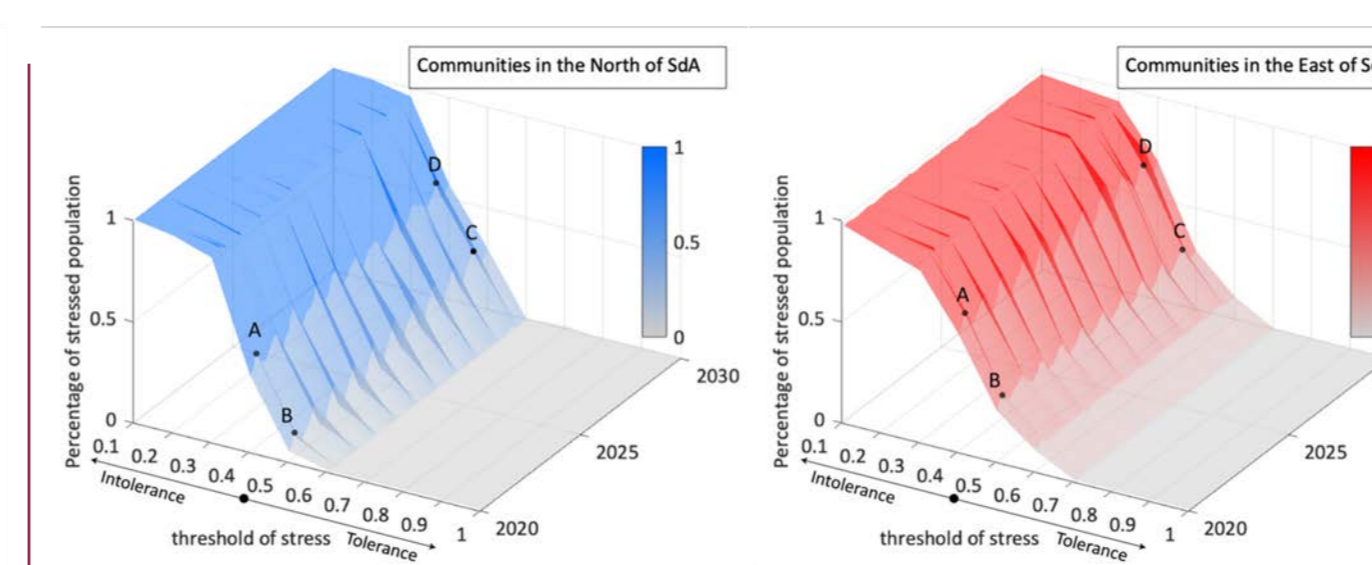 Communities in the North of SdA
Percentage of stressed population
1
0.5
0
0.1
0.2
0.3
0.4
0.5
0.6
0.7
0.8
0.9
1
Intolerance
threshold of stress
Tolerance
2020
2025
2030
A
B
C
D
1
0.5
0
Communities in the East of S
Percentage of stressed population
1
0.5
0
0.1
0.2
0.3
0.4
0.5
0.6
0.7
0.8
0.9
1
Intolerance
threshold of stress
Tolerance
2020
2025
A
B
C
D